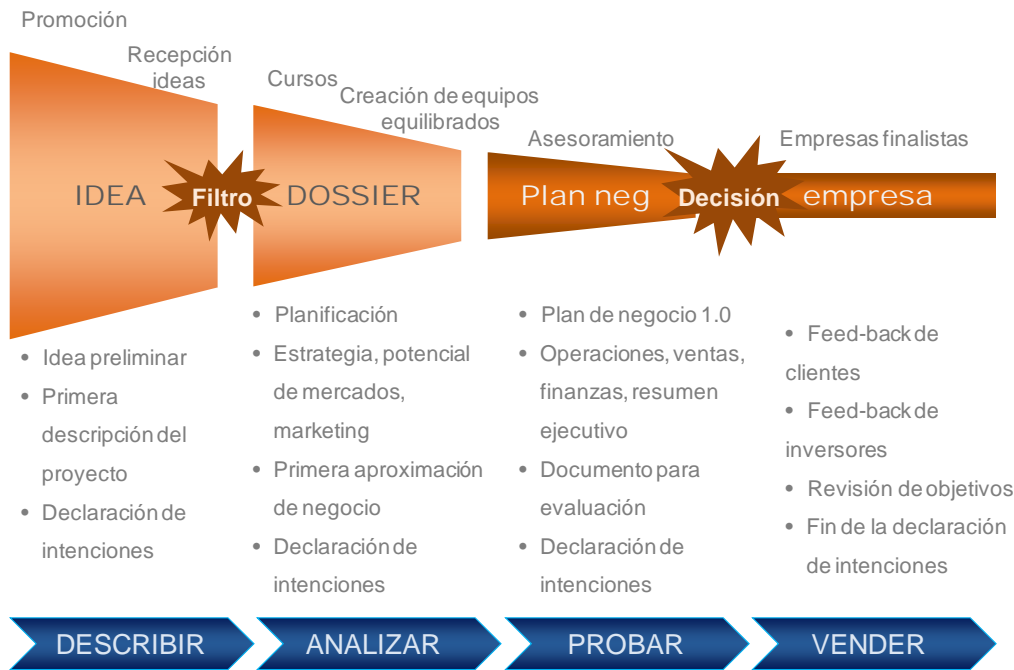 Promoción
Recepción
ideas
Cursos
Creación de equipos
equilibrados
Asesoramiento
Empresas finalistas
IDEA
Filtro
DOSSIER
Plan neg
Decisión
empresa
• Idea preliminar
• Primera
descripción del
proyecto
• Declaración de
intenciones
• Planificación
• Estrategia, potencial
de mercados,
marketing
• Primera aproximación
de negocio
• Declaración de
intenciones
• Plan de negocio 1.0
• Operaciones, ventas,
finanzas, resumen
ejecutivo
• Documento para
evaluación
• Declaración de
intenciones
• Feed-back de
clientes
• Feed-back de
inversores
• Revisión de objetivos
• Fin de la declaración
de intenciones
DESCRIBIR
ANALIZAR
PROBAR
VENDER